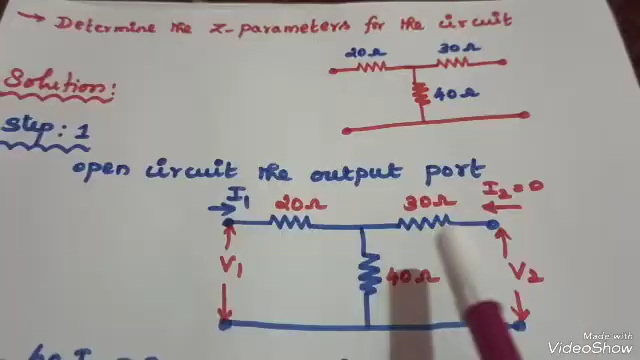 → Determine the Z-parameters for the circuit
20Ω 30Ω
40Ω
Solution:
Step: 1
open circuit the output port
I1 20Ω 30Ω I2=0
V1 40Ω V2
Made with
VideoShow